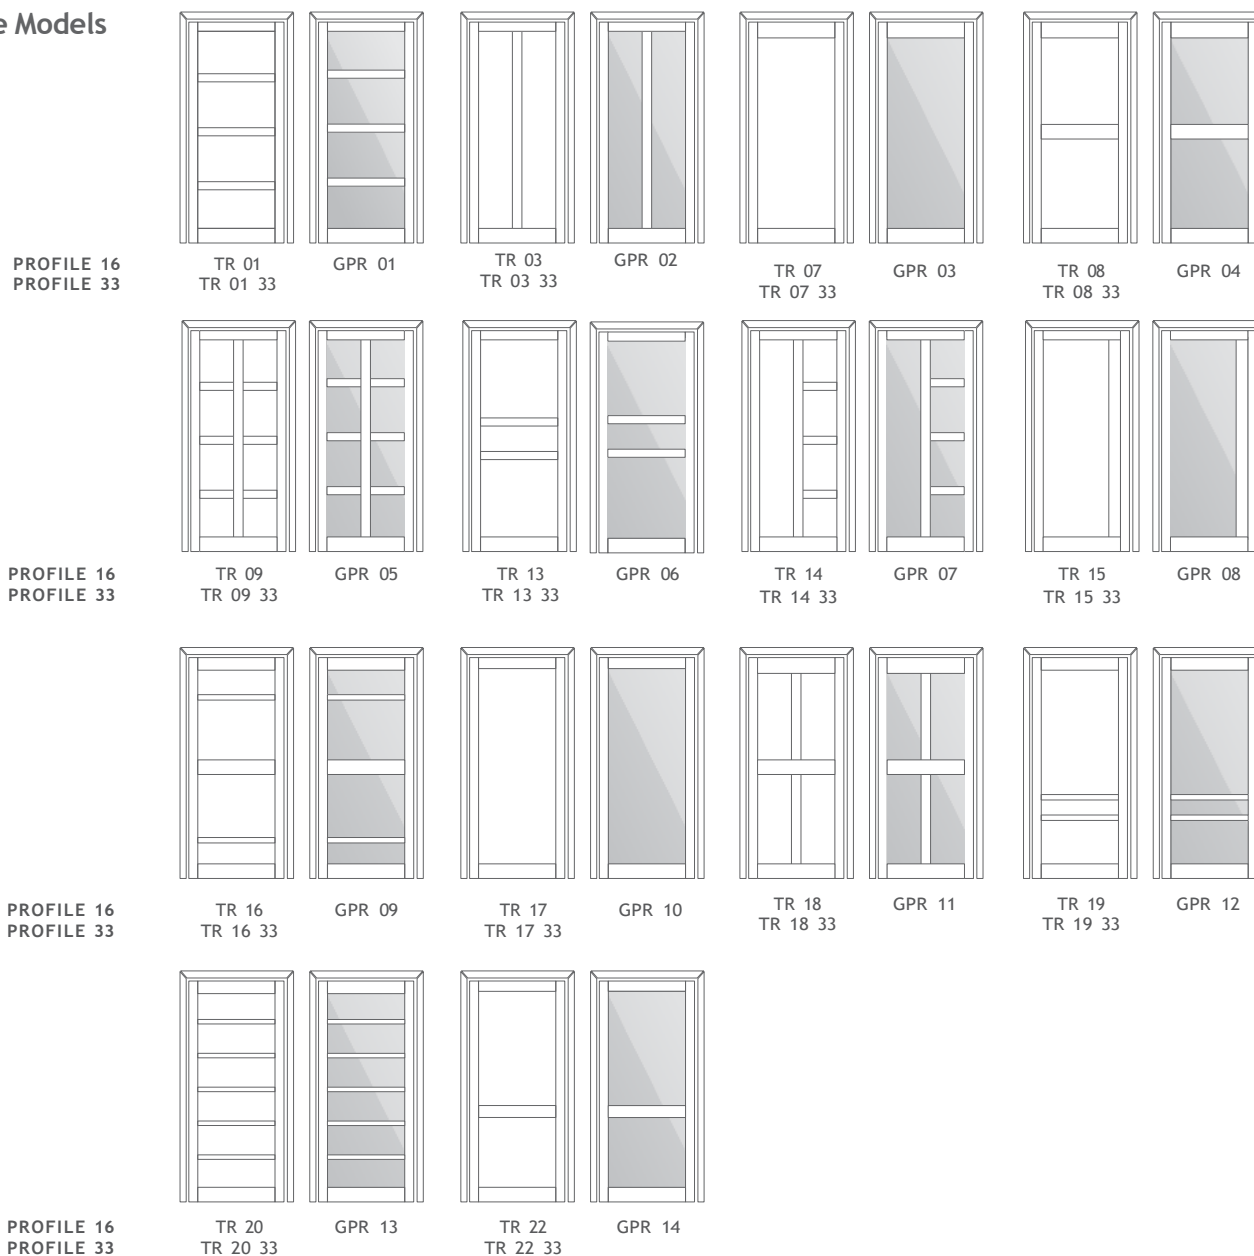 e Models
PROFILE 16 TR 01 GPR 01 TR 03 GPR 02 TR 07 GPR 03 TR 08 GPR 04
PROFILE 33 TR 01 33 TR 03 33 TR 07 33 TR 08 33
PROFILE 16 TR 09 GPR 05 TR 13 GPR 06 TR 14 GPR 07 TR 15 GPR 08
PROFILE 33 TR 09 33 TR 13 33 TR 14 33 TR 15 33
PROFILE 16 TR 16 GPR 09 TR 17 GPR 10 TR 18 GPR 11 TR 19 GPR 12
PROFILE 33 TR 16 33 TR 17 33 TR 18 33 TR 19 33
PROFILE 16 TR 20 GPR 13 TR 22 GPR 14
PROFILE 33 TR 20 33 TR 22 33